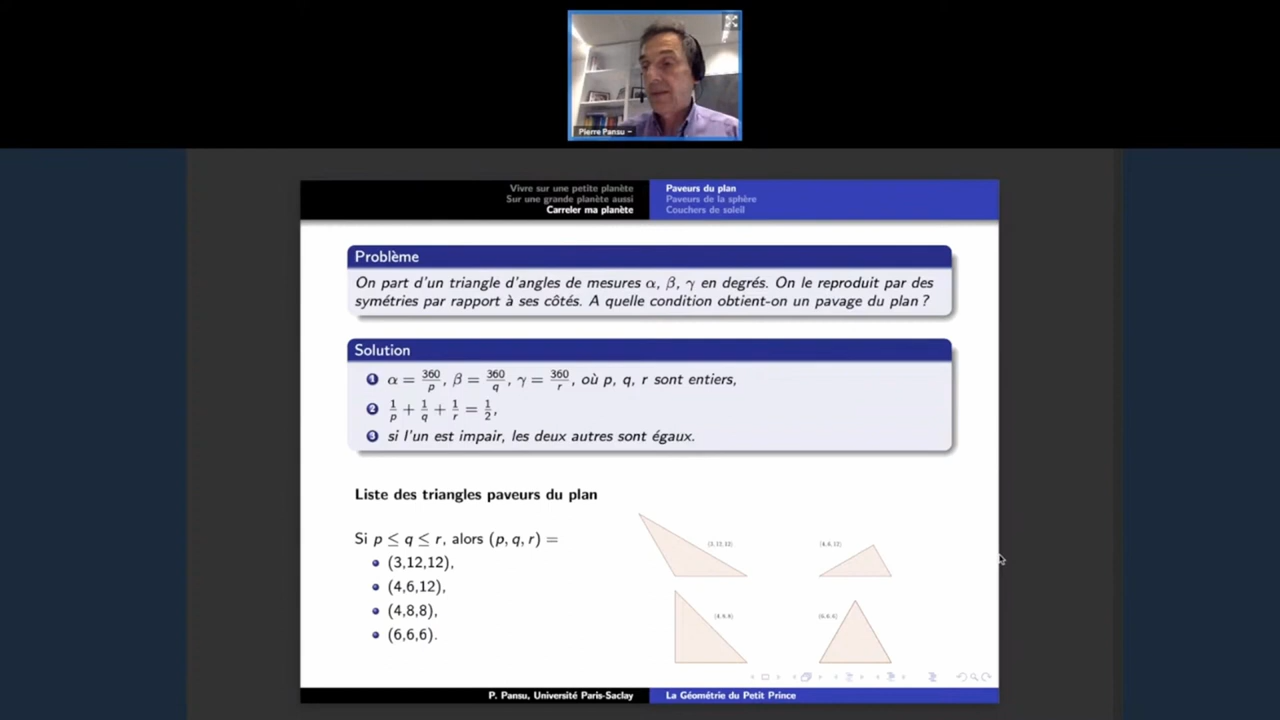 Pierre Pansu
Vivre sur une petite planète
Sur une grande planète aussi
Carreler ma planète
Paveurs du plan
Paveurs de la sphère
Couchers de soleil
Problème
On part d'un triangle d'angles de mesures α, β, γ en degrés. On le reproduit par des
symétries par rapport à ses côtés. A quelle condition obtient-on un pavage du plan ?
Solution
1 α = 360/p, β = 360/q, γ = 360/r, où p, q, r sont entiers,
2 1/p + 1/q + 1/r = 1/2,
3 si l'un est impair, les deux autres sont égaux.
Liste des triangles paveurs du plan
Si p ≤ q ≤ r, alors (p, q, r) =
(3,12,12),
(4,6,12),
(4,8,8),
(6,6,6).
(3,12,12)
(4,6,12)
(4,8,8)
(6,6,6)
P. Pansu, Université Paris-Saclay
La Géométrie du Petit Prince